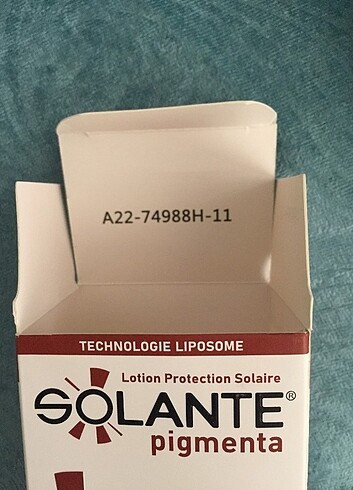 A22-74988H-11
TECHNOLOGIE LIPOSOME
Lotion Protection Solaire
SOLANTE®
pigmenta